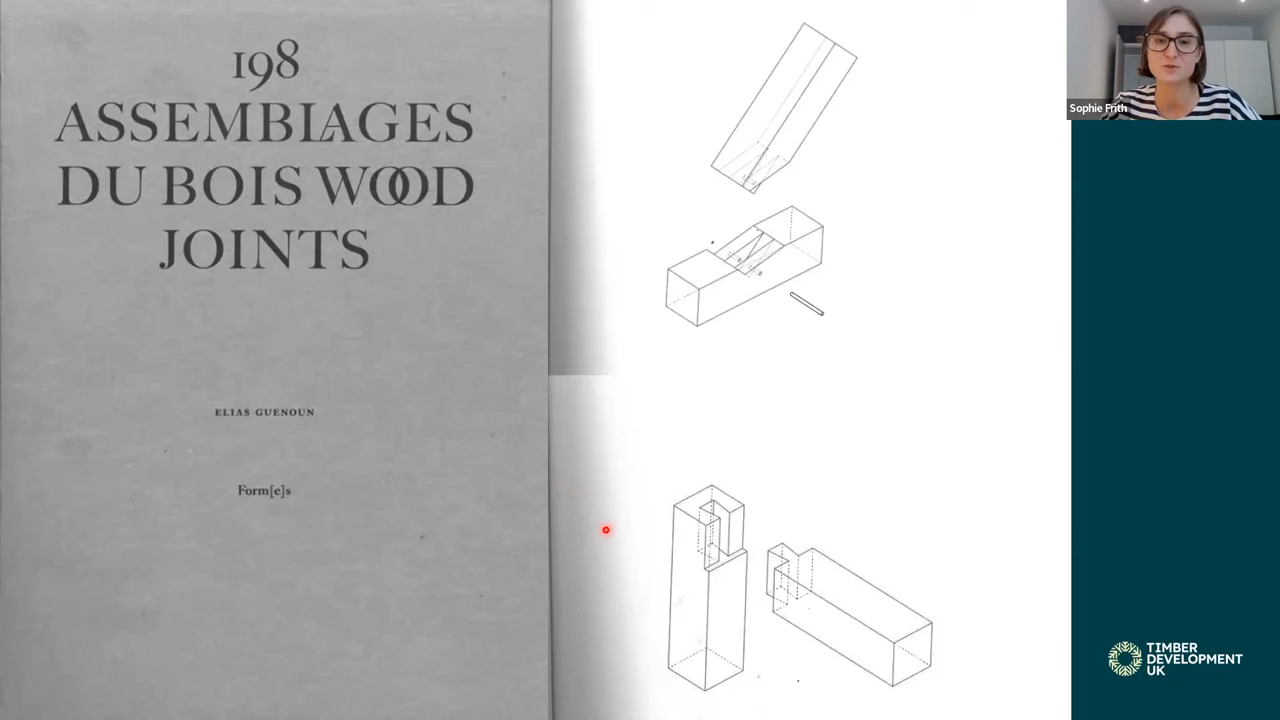 198
ASSEMBLAGES
DU BOIS WOOD
JOINTS
ELIAS GUENOUN
Form[e]s
Sophie Frith
TIMBER
DEVELOPMENT
UK